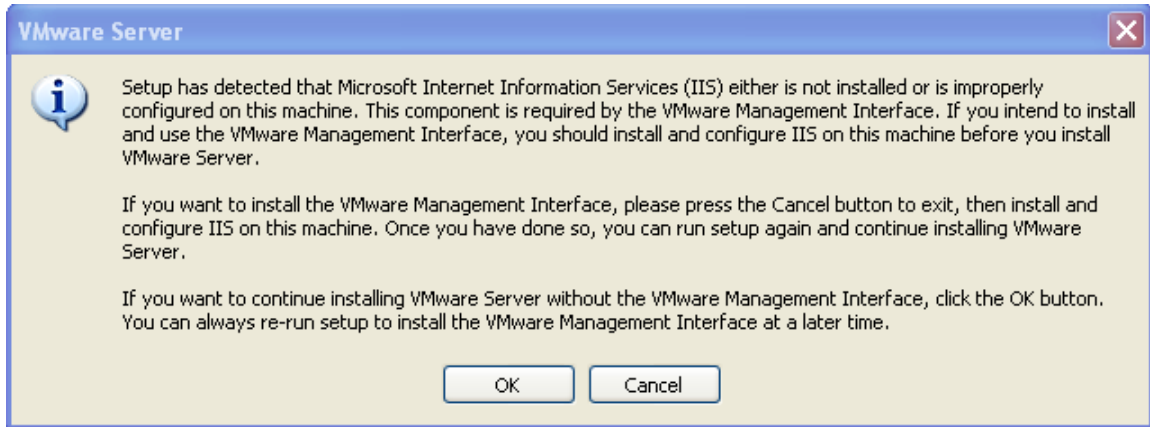 VMware Server
Setup has detected that Microsoft Internet Information Services (IIS) either is not installed or is improperly
configured on this machine. This component is required by the VMware Management Interface. If you intend to install
and use the VMware Management Interface, you should install and configure IIS on this machine before you install
VMware Server.
If you want to install the VMware Management Interface, please press the Cancel button to exit, then install and
configure IIS on this machine. Once you have done so, you can run setup again and continue installing VMware
Server.
If you want to continue installing VMware Server without the VMware Management Interface, click the OK button.
You can always re-run setup to install the VMware Management Interface at a later time.
OK Cancel